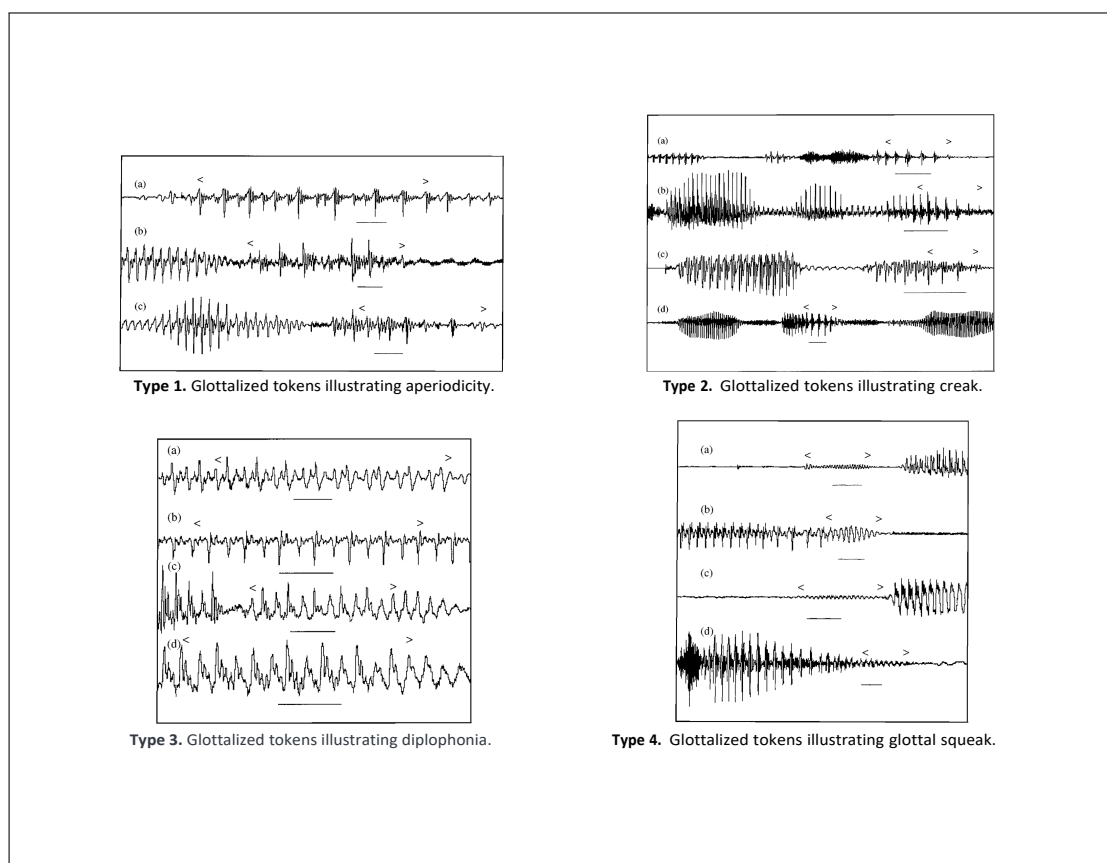 (a)
< >
(b)
< >
(c)
< >
Type 1. Glottalized tokens illustrating aperiodicity.
(a)
< >
(b)
< >
(c)
< >
(d)
< >
Type 2. Glottalized tokens illustrating creak.
(a)
< >
(b)
< >
(c)
< >
(d)
< >
Type 3. Glottalized tokens illustrating diplophonia.
(a)
< >
(b)
< >
(c)
< >
(d)
< >
Type 4. Glottalized tokens illustrating glottal squeak.